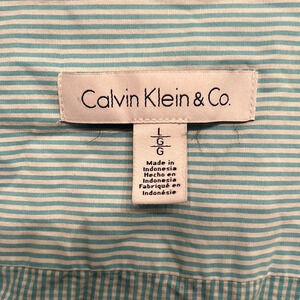 Calvin Klein & Co.
L
G
G
Made in
Indonesia
Hecho en
Indonesia
Fabriqué en
Indonésie